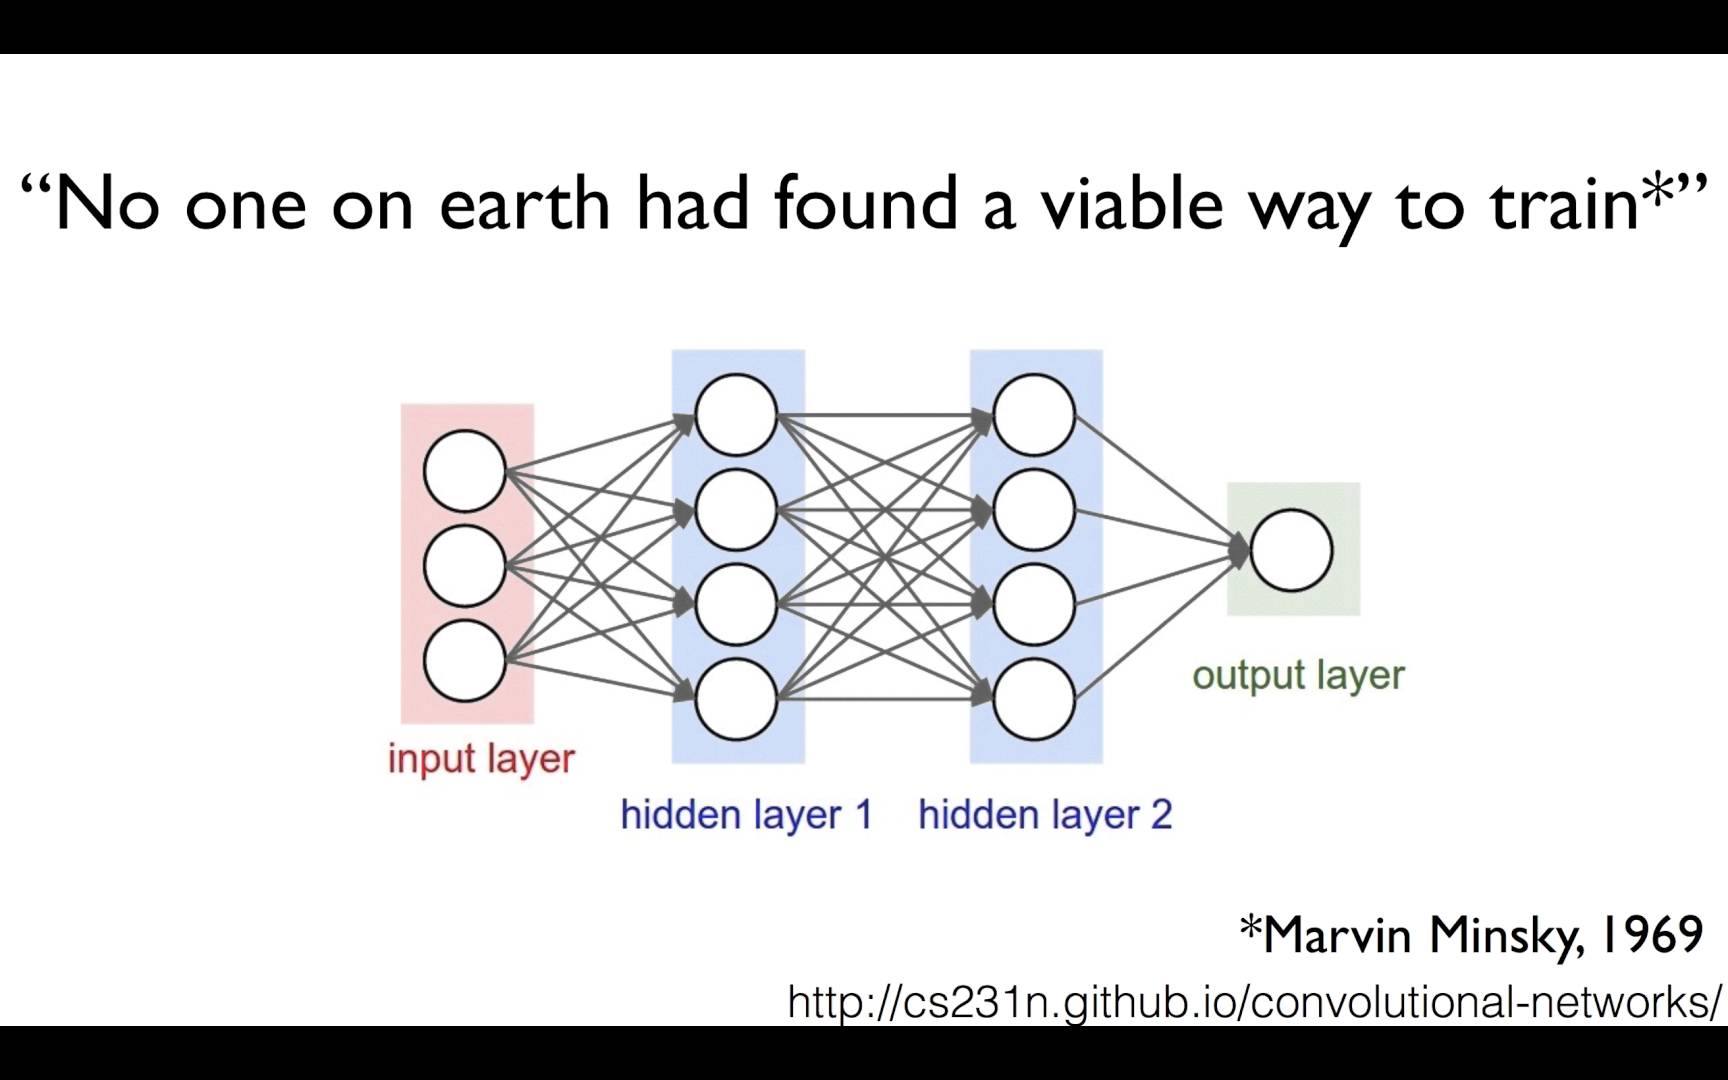 “No one on earth had found a viable way to train*”
input layer
hidden layer 1
hidden layer 2
output layer
*Marvin Minsky, 1969
http://cs231n.github.io/convolutional-networks/